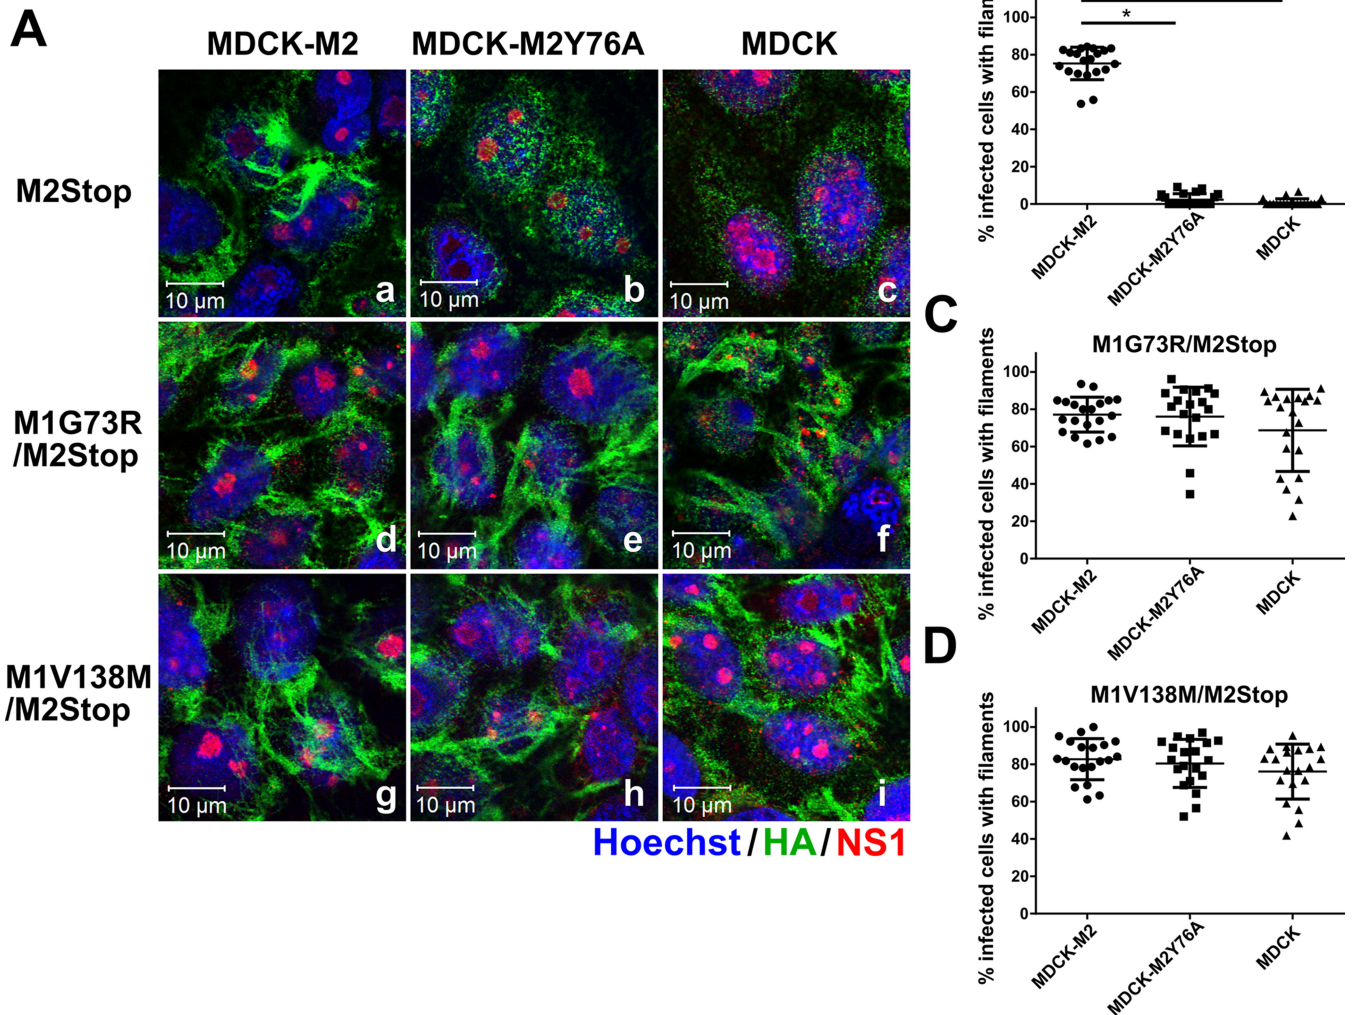 A
MDCK-M2 MDCK-M2Y76A MDCK
M2Stop
10 µm a
10 µm b
10 µm c
M1G73R
/M2Stop
10 µm d
10 µm e
10 µm f
M1V138M
/M2Stop
10 µm g
10 µm h
10 µm i
Hoechst / HA / NS1
% infected cells with
*
100
80
60
40
20
0
MDCK-M2
MDCK-M2Y76A
MDCK
C
M1G73R/M2Stop
% infected cells with filaments
100
80
60
40
20
0
MDCK-M2
MDCK-M2Y76A
MDCK
D
M1V138M/M2Stop
% infected cells with filaments
100
80
60
40
20
0
MDCK-M2
MDCK-M2Y76A
MDCK